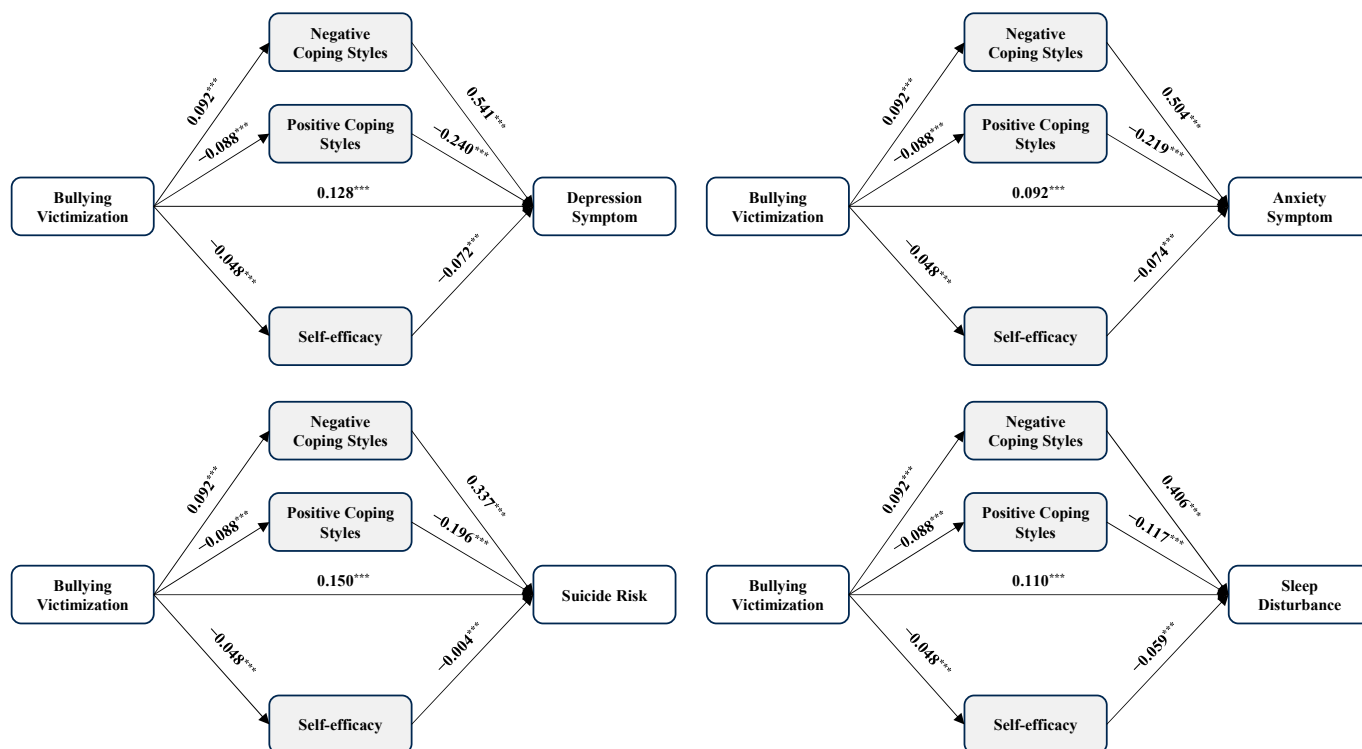 Negative
Coping Styles
0.092***
0.541***
Positive Coping
Styles
−0.088***
−0.240***
Bullying
Victimization
0.128***
Depression
Symptom
−0.048***
−0.072***
Self-efficacy
Negative
Coping Styles
0.092***
0.504***
Positive Coping
Styles
−0.088***
−0.219***
Bullying
Victimization
0.092***
Anxiety
Symptom
−0.048***
−0.074***
Self-efficacy
Negative
Coping Styles
0.092***
0.337***
Positive Coping
Styles
−0.088***
−0.196***
Bullying
Victimization
0.150***
Suicide Risk
−0.048***
−0.004***
Self-efficacy
Negative
Coping Styles
0.092***
0.406***
Positive Coping
Styles
−0.088***
−0.117***
Bullying
Victimization
0.110***
Sleep
Disturbance
−0.048***
−0.059***
Self-efficacy